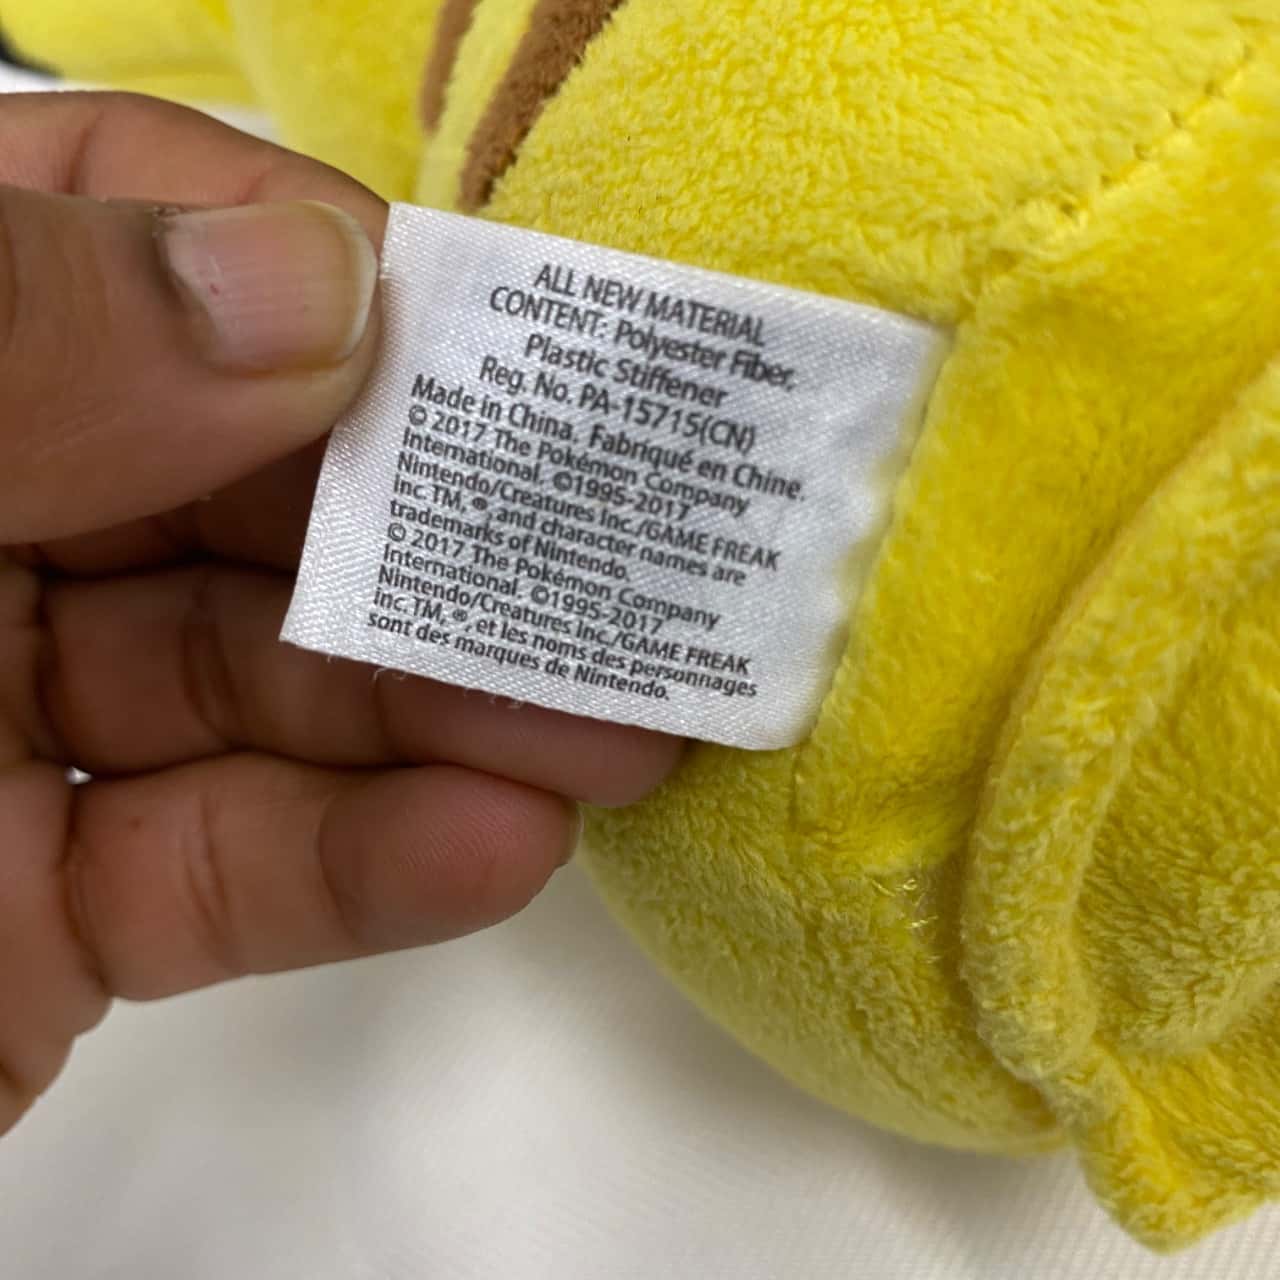 ALL NEW MATERIAL
CONTENT: Polyester Fiber,
Plastic Stiffener
Reg. No. PA-15715(CN)
Made in China. Fabriqué en Chine.
© 2017 The Pokémon Company
International. ©1995-2017
Nintendo/Creatures Inc./GAME FREAK
inc. TM, ®, and character names are
trademarks of Nintendo.
© 2017 The Pokémon Company
International. ©1995-2017
Nintendo/Creatures Inc./GAME FREAK
inc. TM, ®, et les noms des personnages
sont des marques de Nintendo.